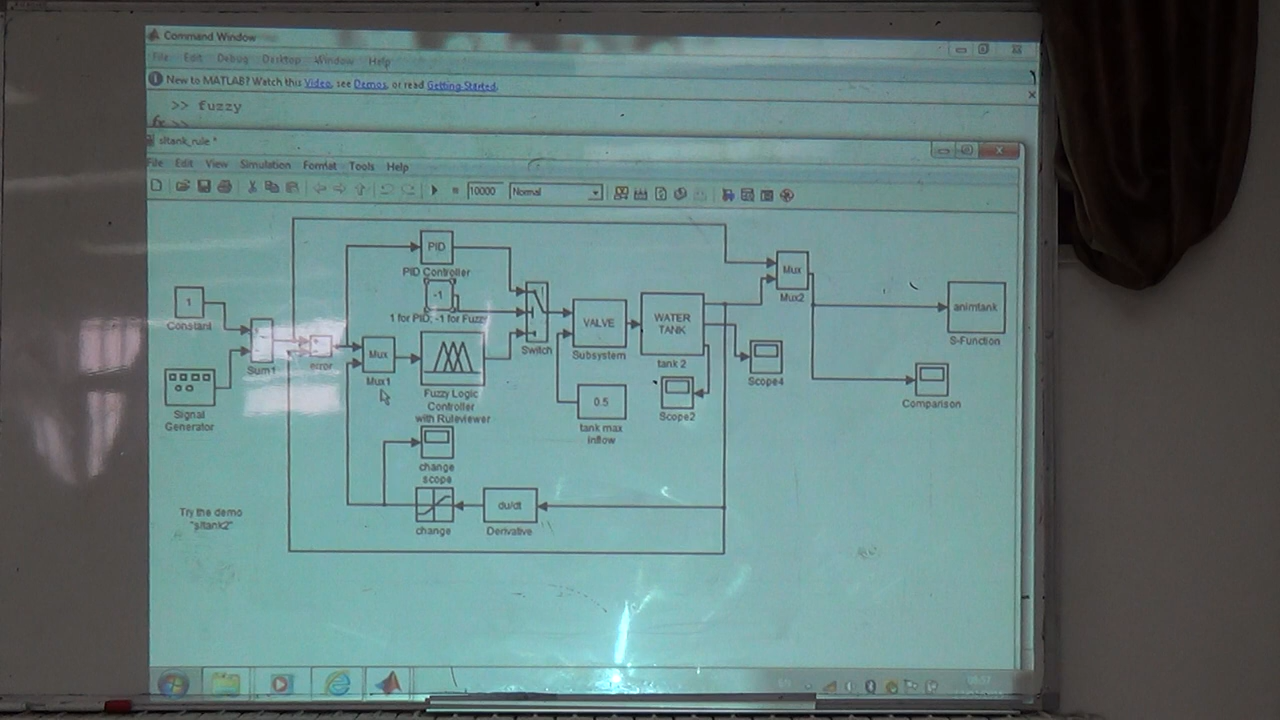 Command Window
File Edit Debug Desktop Window Help
New to MATLAB? Watch this Video, see Demos, or read Getting Started.
>> fuzzy
fx >>
sltank_rule *
File Edit View Simulation Format Tools Help
10000 Normal
PID
PID Controller
-1
1 for PID, -1 for Fuzzy
1
Constant
Sum1
error
Mux
Mux1
Signal
Generator
Fuzzy Logic
Controller
with Ruleviewer
Switch
VALVE
Subsystem
WATER
TANK
tank 2
0.5
tank max
inflow
Scope2
Scope4
Mux
Mux2
animtank
S-Function
Comparison
change
scope
change
du/dt
Derivative
Try the demo
"sltank2"